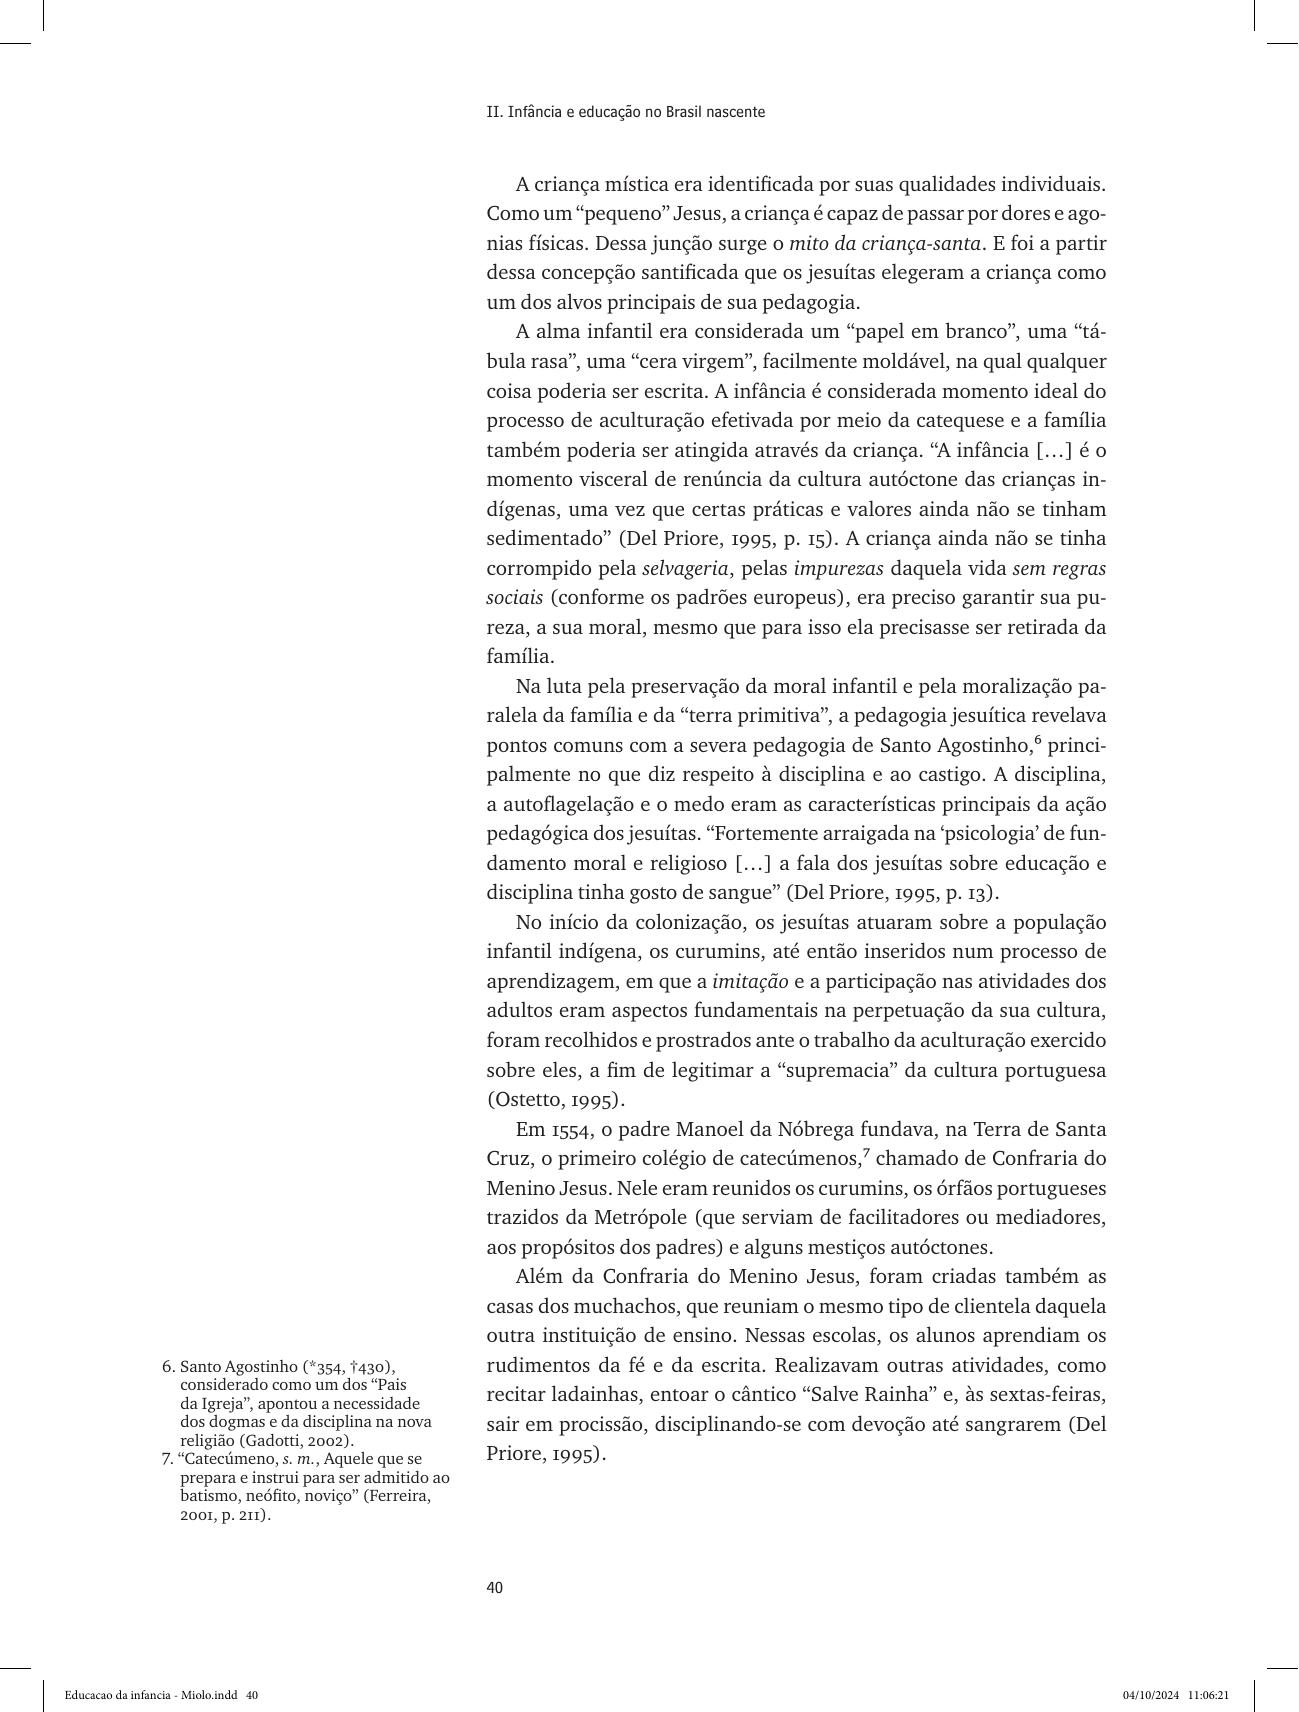 II. Infância e educação no Brasil nascente
A criança mística era identificada por suas qualidades individuais.
Como um “pequeno” Jesus, a criança é capaz de passar por dores e ago-
nias físicas. Dessa junção surge o mito da criança-santa. E foi a partir
dessa concepção santificada que os jesuítas elegeram a criança como
um dos alvos principais de sua pedagogia.
A alma infantil era considerada um “papel em branco”, uma “tá-
bula rasa”, uma “cera virgem”, facilmente moldável, na qual qualquer
coisa poderia ser escrita. A infância é considerada momento ideal do
processo de aculturação efetivada por meio da catequese e a família
também poderia ser atingida através da criança. “A infância […] é o
momento visceral de renúncia da cultura autóctone das crianças in-
dígenas, uma vez que certas práticas e valores ainda não se tinham
sedimentado” (Del Priore, 1995, p. 15). A criança ainda não se tinha
corrompido pela selvageria, pelas impurezas daquela vida sem regras
sociais (conforme os padrões europeus), era preciso garantir sua pu-
reza, a sua moral, mesmo que para isso ela precisasse ser retirada da
família.
Na luta pela preservação da moral infantil e pela moralização pa-
ralela da família e da “terra primitiva”, a pedagogia jesuítica revelava
pontos comuns com a severa pedagogia de Santo Agostinho,⁶ princi-
palmente no que diz respeito à disciplina e ao castigo. A disciplina,
a autoflagelação e o medo eram as características principais da ação
pedagógica dos jesuítas. “Fortemente arraigada na ‘psicologia’ de fun-
damento moral e religioso […] a fala dos jesuítas sobre educação e
disciplina tinha gosto de sangue” (Del Priore, 1995, p. 13).
No início da colonização, os jesuítas atuaram sobre a população
infantil indígena, os curumins, até então inseridos num processo de
aprendizagem, em que a imitação e a participação nas atividades dos
adultos eram aspectos fundamentais na perpetuação da sua cultura,
foram recolhidos e prostrados ante o trabalho da aculturação exercido
sobre eles, a fim de legitimar a “supremacia” da cultura portuguesa
(Ostetto, 1995).
Em 1554, o padre Manoel da Nóbrega fundava, na Terra de Santa
Cruz, o primeiro colégio de catecúmenos,⁷ chamado de Confraria do
Menino Jesus. Nele eram reunidos os curumins, os órfãos portugueses
trazidos da Metrópole (que serviam de facilitadores ou mediadores,
aos propósitos dos padres) e alguns mestiços autóctones.
Além da Confraria do Menino Jesus, foram criadas também as
casas dos muchachos, que reuniam o mesmo tipo de clientela daquela
outra instituição de ensino. Nessas escolas, os alunos aprendiam os
rudimentos da fé e da escrita. Realizavam outras atividades, como
recitar ladainhas, entoar o cântico “Salve Rainha” e, às sextas-feiras,
sair em procissão, disciplinando-se com devoção até sangrarem (Del
Priore, 1995).
6. Santo Agostinho (*354, †430),
considerado como um dos “Pais
da Igreja”, apontou a necessidade
dos dogmas e da disciplina na nova
religião (Gadotti, 2002).
7. “Catecúmeno, s. m., Aquele que se
prepara e instrui para ser admitido ao
batismo, neófito, noviço” (Ferreira,
2001, p. 211).
40
Educacao da infancia - Miolo.indd   40
04/10/2024   11:06:21